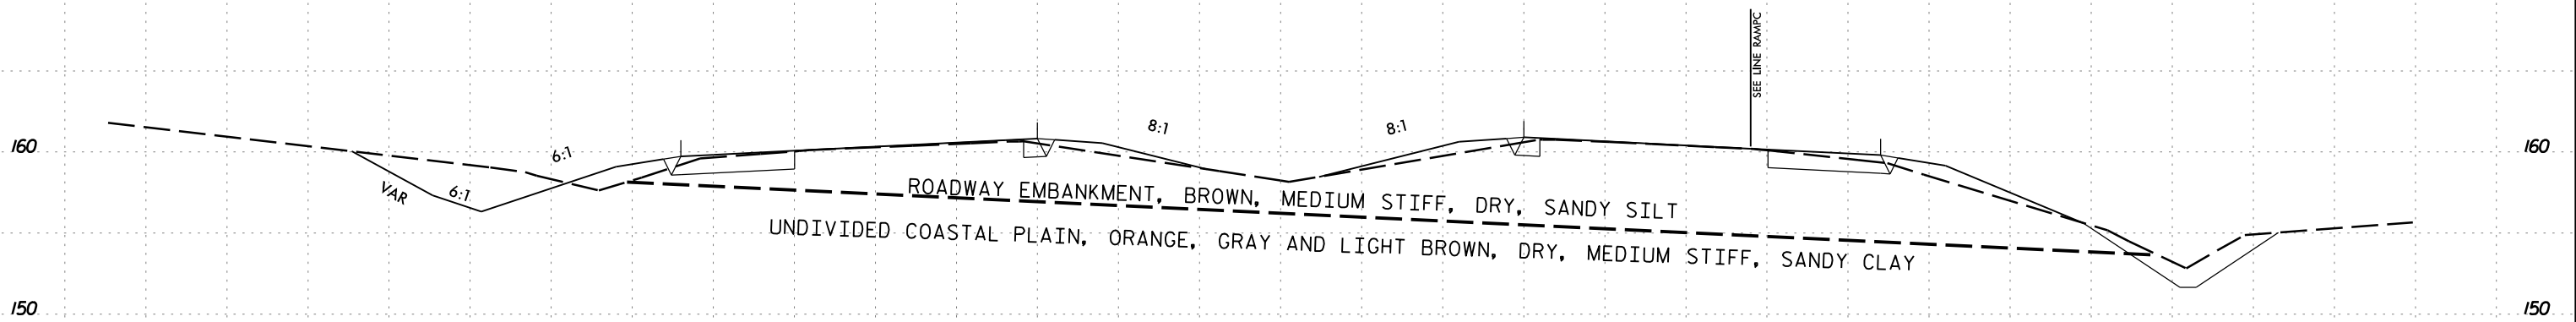 SEE LINE RAMPC
8:1
8:1
160
160
6:1
VAR
6:1
ROADWAY EMBANKMENT, BROWN, MEDIUM STIFF, DRY, SANDY SILT
UNDIVIDED COASTAL PLAIN, ORANGE, GRAY AND LIGHT BROWN, DRY, MEDIUM STIFF, SANDY CLAY
150
150